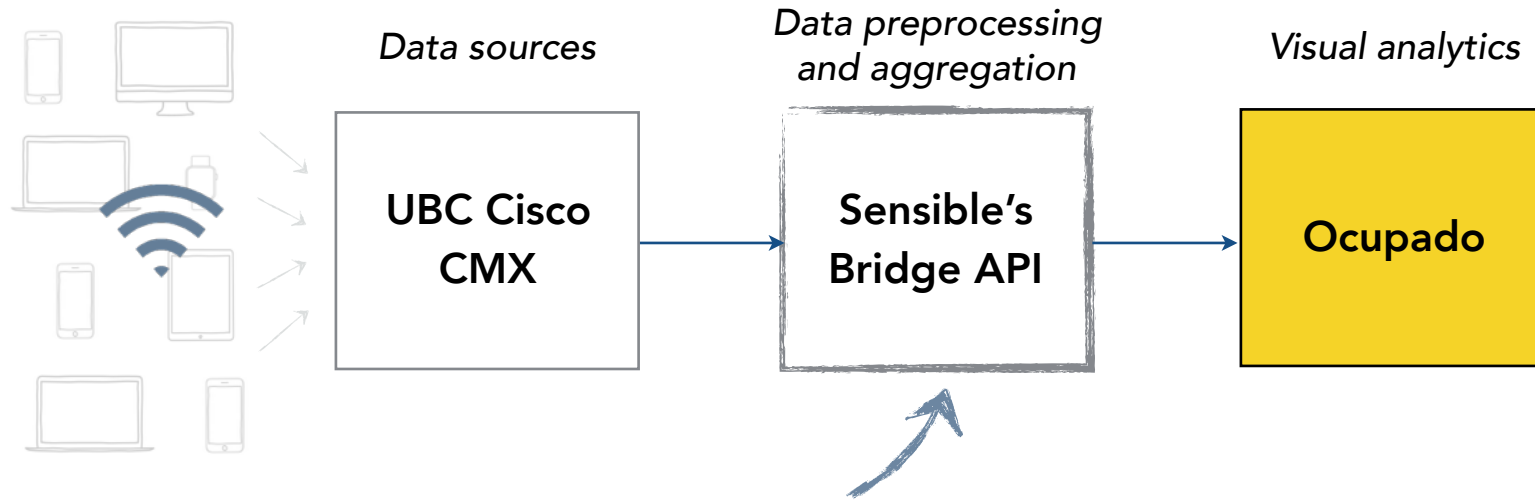 Data sources
Data preprocessing
and aggregation
Visual analytics
UBC Cisco
CMX
Sensible’s
Bridge API
Ocupado